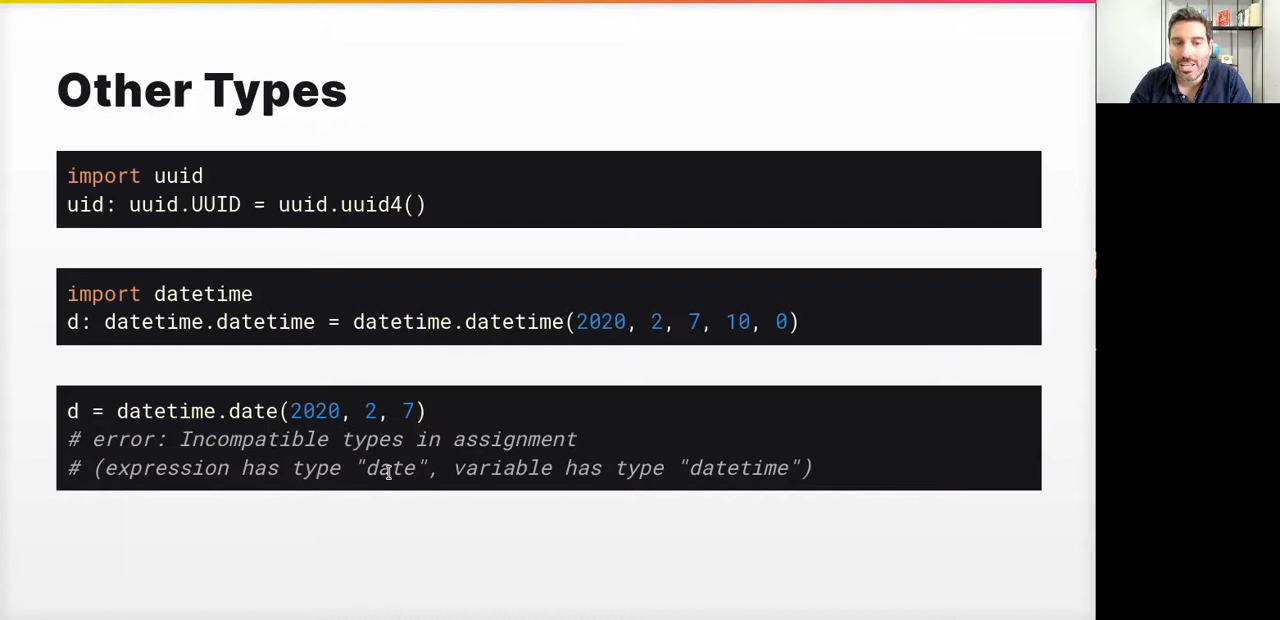 Other Types
import uuid
uid: uuid.UUID = uuid.uuid4()
import datetime
d: datetime.datetime = datetime.datetime(2020, 2, 7, 10, 0)
d = datetime.date(2020, 2, 7)
# error: Incompatible types in assignment
# (expression has type "date", variable has type "datetime")